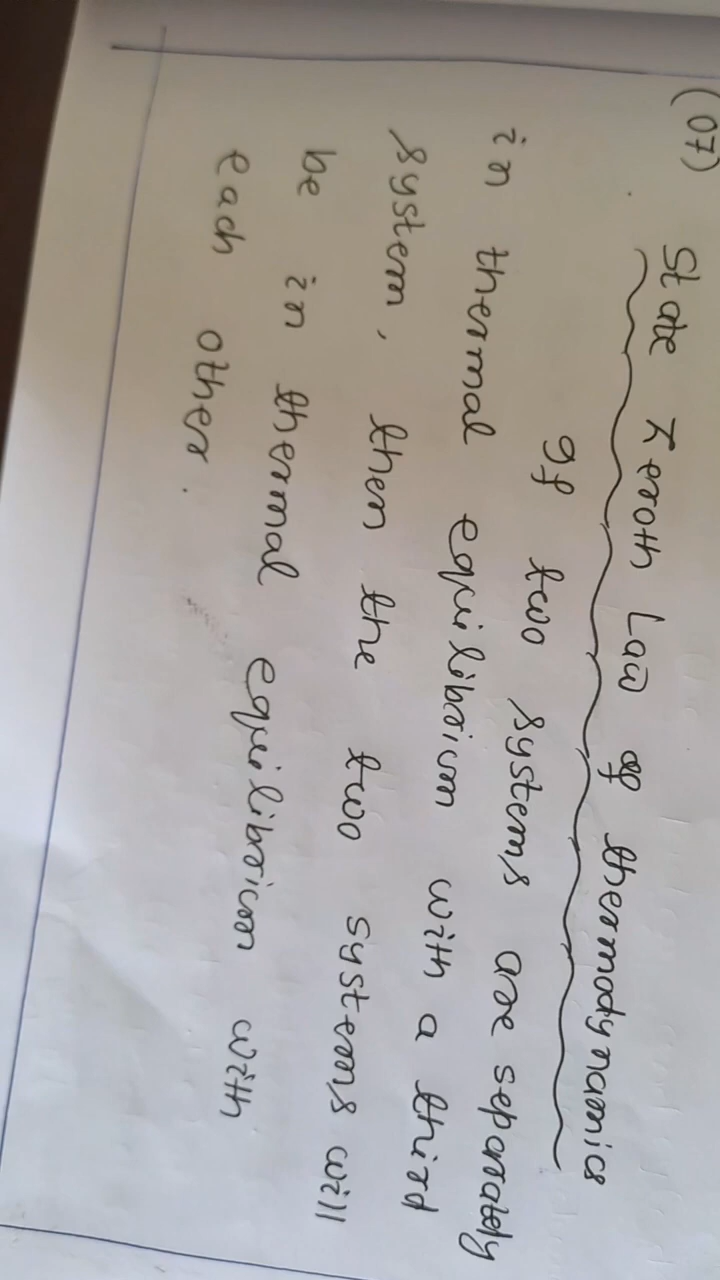 (07) State Zeroth Law of thermodynamics
If two systems are separately
in thermal equilibrium with a third
system, then the two systems will
be in thermal equilibrium with
each other.